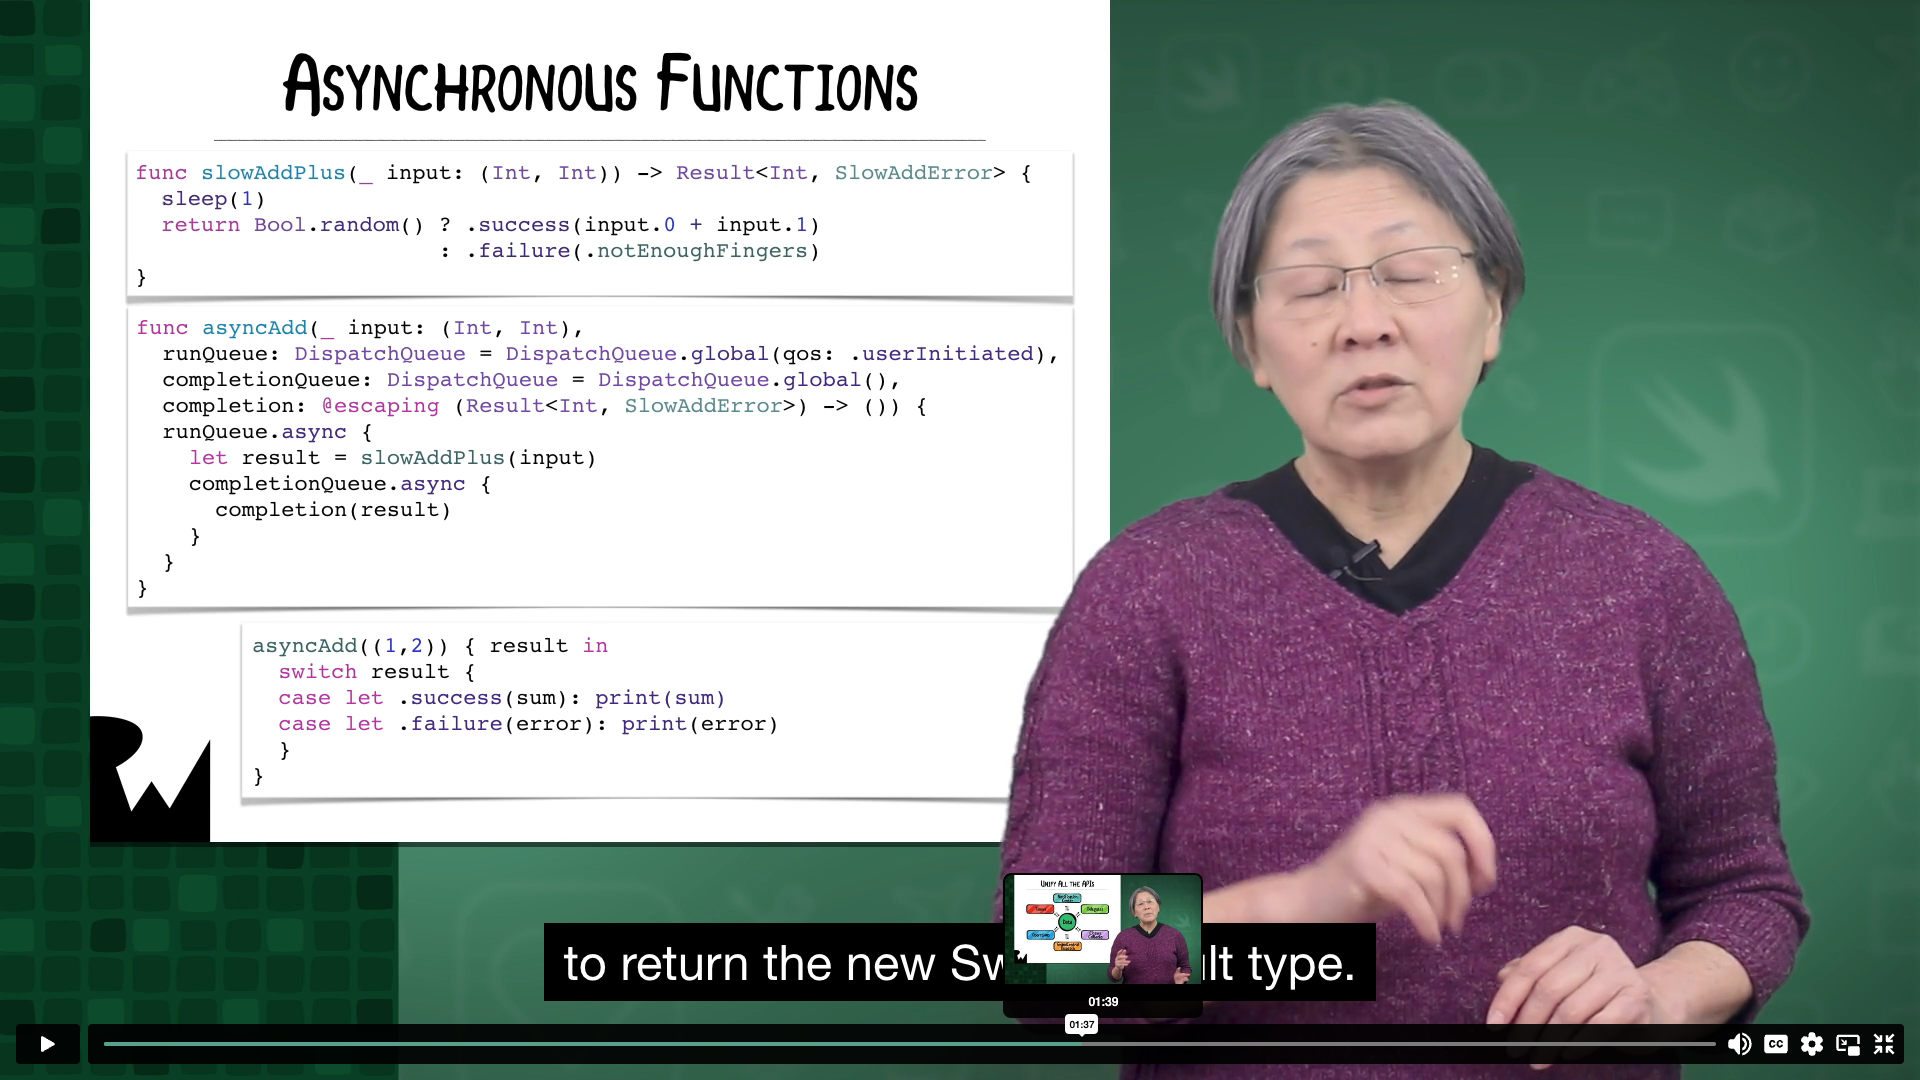 ASYNCHRONOUS FUNCTIONS
func slowAddPlus(_ input: (Int, Int)) -> Result<Int, SlowAddError> {
  sleep(1)
  return Bool.random() ? .success(input.0 + input.1)
                       : .failure(.notEnoughFingers)
}
func asyncAdd(_ input: (Int, Int),
  runQueue: DispatchQueue = DispatchQueue.global(qos: .userInitiated),
  completionQueue: DispatchQueue = DispatchQueue.global(),
  completion: @escaping (Result<Int, SlowAddError>) -> ()) {
  runQueue.async {
    let result = slowAddPlus(input)
    completionQueue.async {
      completion(result)
    }
  }
}
asyncAdd((1,2)) { result in
  switch result {
  case let .success(sum): print(sum)
  case let .failure(error): print(error)
  }
}
RW
UNIFY ALL THE APIS
Data
to return the new Sw lt type.
01:39
01:37
CC